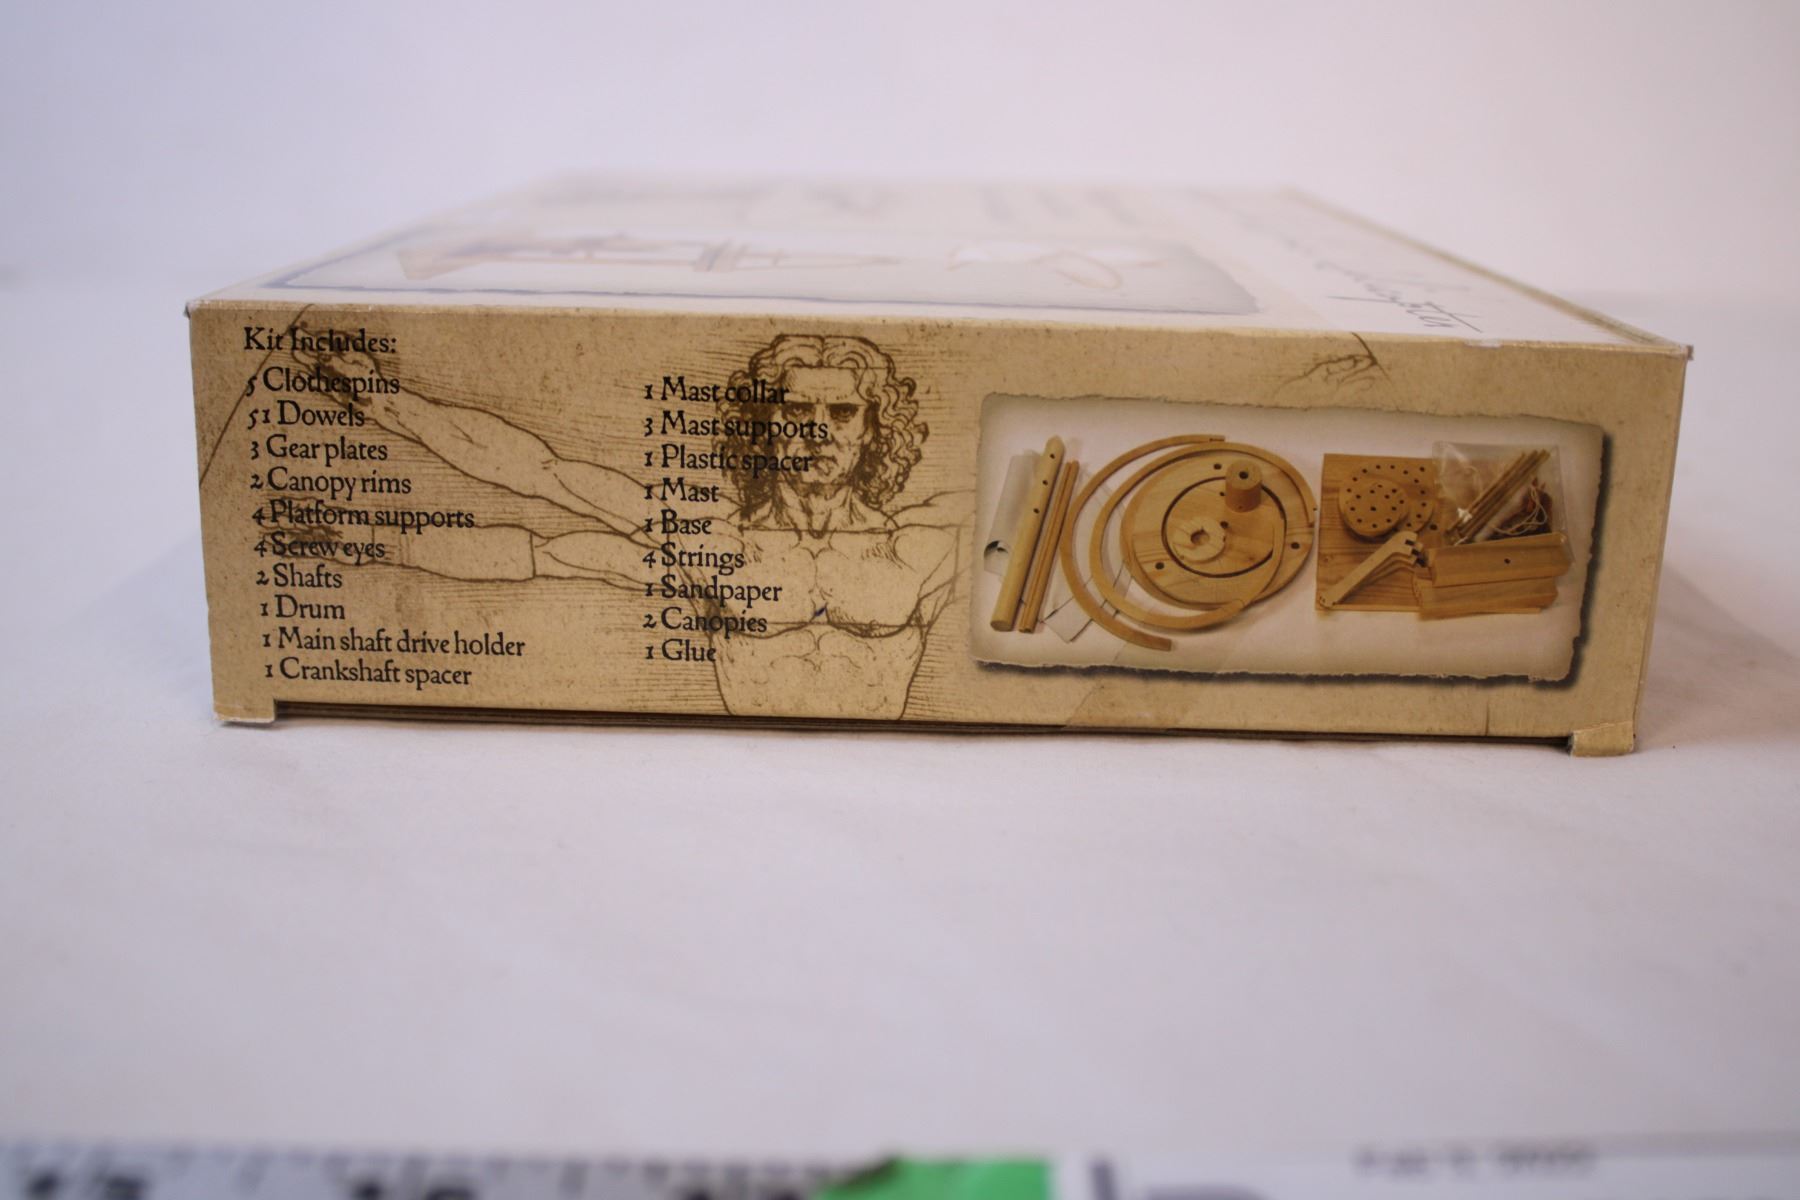 Kit Includes:
5 Clothespins
51 Dowels
3 Gear plates
2 Canopy rims
4 Platform supports
4 Screw eyes
2 Shafts
1 Drum
1 Main shaft drive holder
1 Crankshaft spacer
1 Mast collar
3 Mast supports
1 Plastic spacer
1 Mast
1 Base
4 Strings
1 Sandpaper
2 Canopies
1 Glue